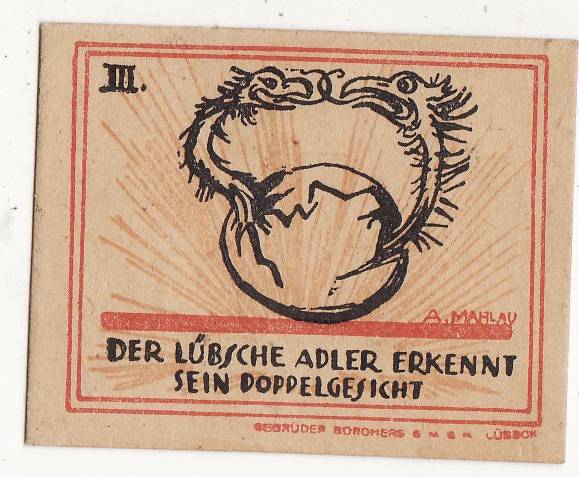 III.
A. MAHLAU
DER LÜBSCHE ADLER ERKENNT
SEIN DOPPELGESICHT
GEBRÜDER BORCHERS G M B H LÜBECK